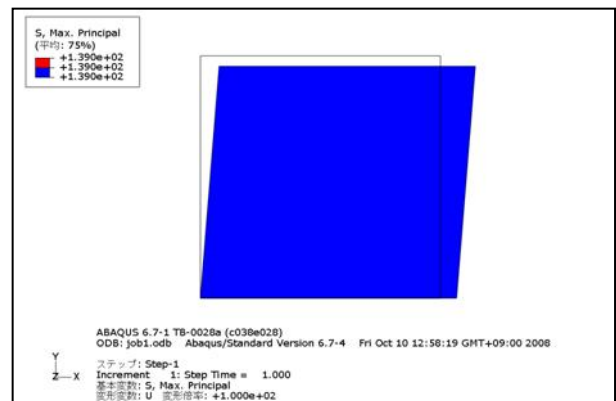 S, Max. Principal
(平均: 75%)
+1.390e+02
+1.390e+02
+1.390e+02
ABAQUS 6.7-1 TB-0028a (c038e028)
ODB: job1.odb Abaqus/Standard Version 6.7-4 Fri Oct 10 12:58:19 GMT+09:00 2008
Y
Z X
ステップ: Step-1
Increment 1: Step Time = 1.000
基本変数: S, Max. Principal
変形変数: U 変形倍率: +1.000e+02